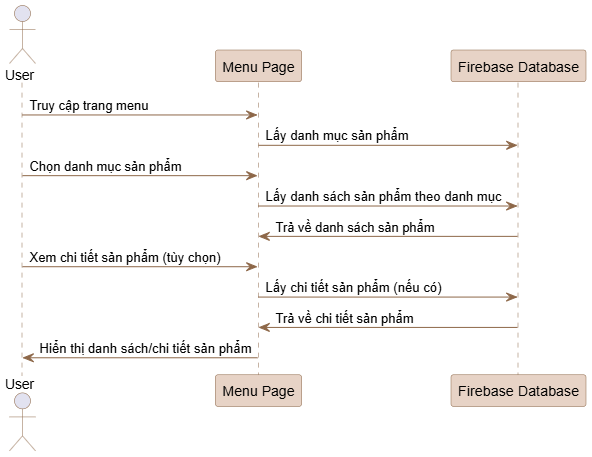 User
Menu Page
Firebase Database
Truy cập trang menu
Lấy danh mục sản phẩm
Chọn danh mục sản phẩm
Lấy danh sách sản phẩm theo danh mục
Trả về danh sách sản phẩm
Xem chi tiết sản phẩm (tùy chọn)
Lấy chi tiết sản phẩm (nếu có)
Trả về chi tiết sản phẩm
Hiển thị danh sách/chi tiết sản phẩm
User
Menu Page
Firebase Database